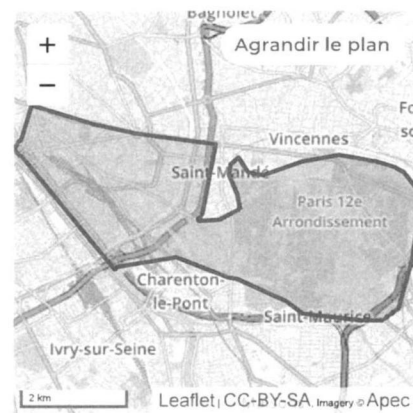 Bagnolet
+
Agrandir le plan
−
Vincennes
Saint-Mandé
Paris 12e
Arrondissement
Charenton-
le-Pont
Saint-Maurice
Ivry-sur-Seine
2 km
Leaflet | CC-BY-SA, Imagery © Apec